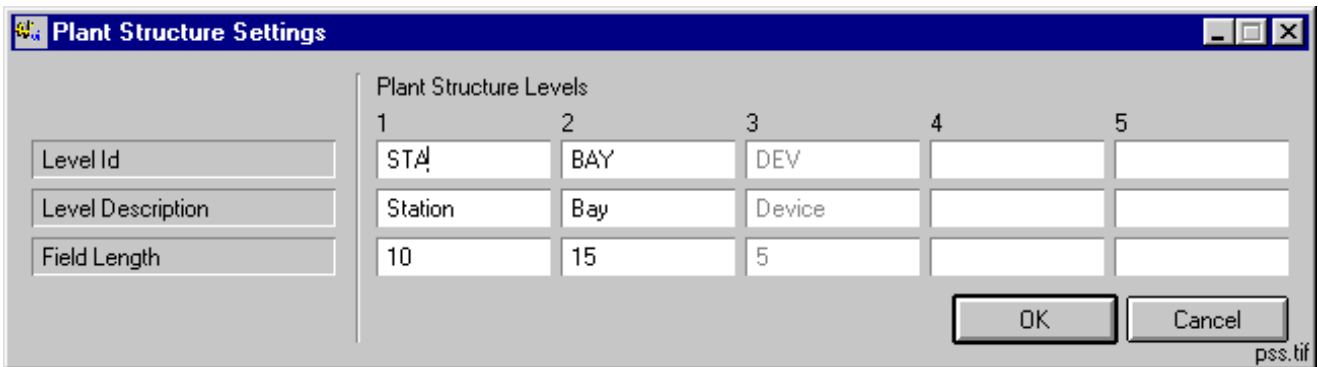 Plant Structure Settings
Plant Structure Levels
1 2 3 4 5
Level Id STA BAY DEV
Level Description Station Bay Device
Field Length 10 15 5
OK Cancel
pss.tif